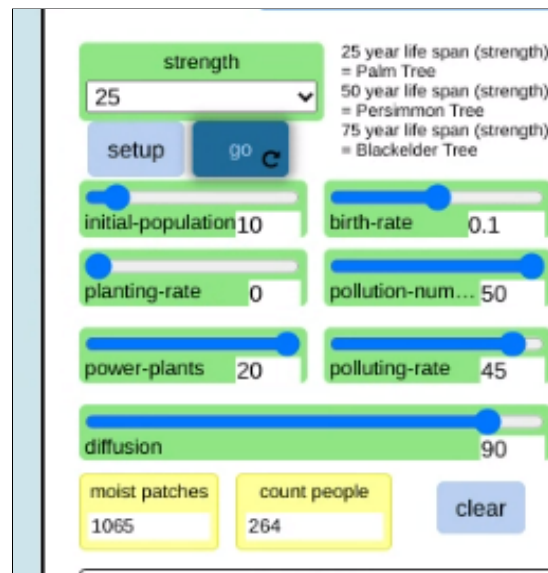 strength
25
25 year life span (strength)
= Palm Tree
50 year life span (strength)
= Persimmon Tree
75 year life span (strength)
= Blackelder Tree
setup
go
initial-population 10
birth-rate 0.1
planting-rate 0
pollution-num... 50
power-plants 20
polluting-rate 45
diffusion 90
moist patches
1065
count people
264
clear